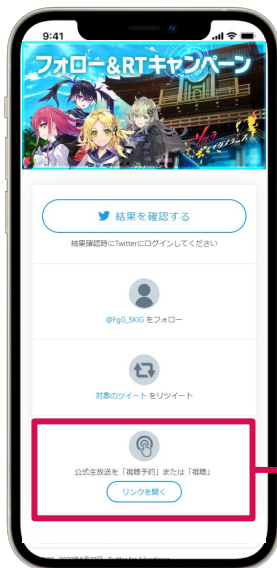 9:41
フォロー&RTキャンペーン
結果を確認する
結果確認時にTwitterにログインしてください
@FgG_SKIG をフォロー
対象のツイート をリツイート
公式生放送を「視聴予約」または「視聴」
リンクを開く